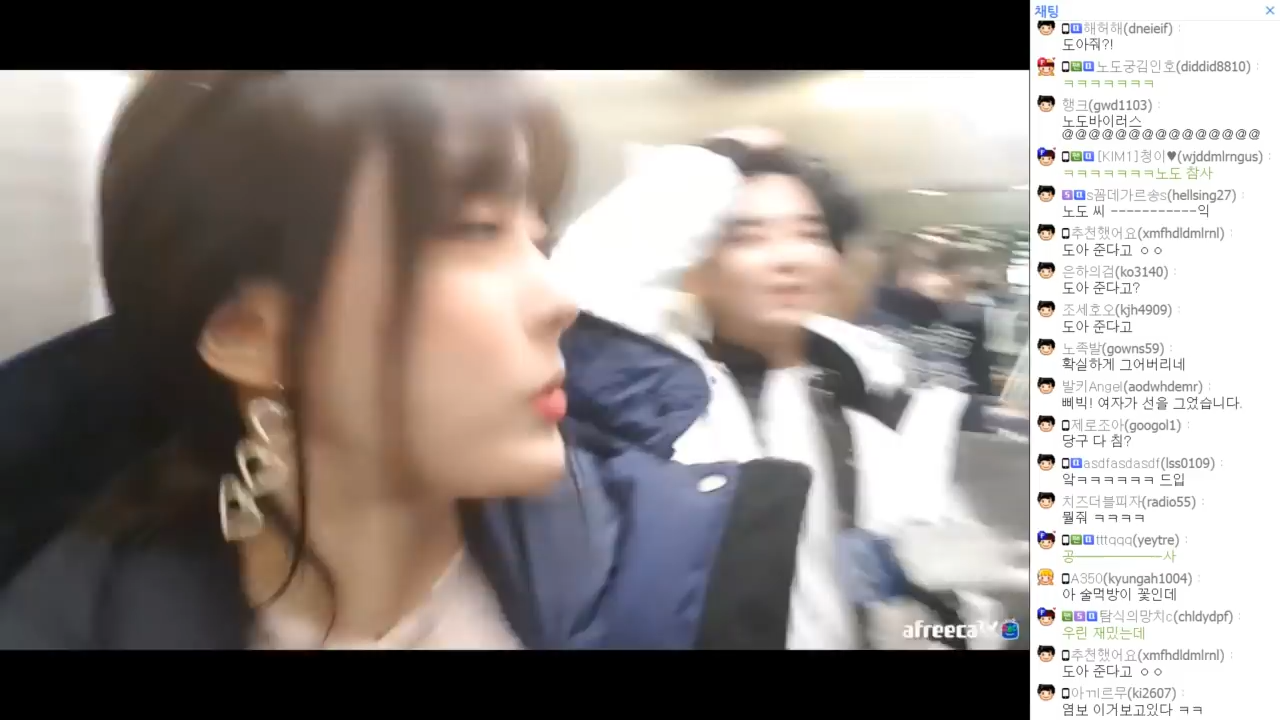 채팅
해허해(dneieif) :
도아줘?!
노도궁김인호(diddid8810) :
ㅋㅋㅋㅋㅋㅋㅋ
행크(gwd1103) :
노도바이러스
@@@@@@@@@@@@@@@
[KIM1]청이♥(wjddmlrngus) :
ㅋㅋㅋㅋㅋㅋㅋ노도 참사
s꼼데가르송s(hellsing27) :
노도 씨 -----------익
추천했어요(xmfhdldmlrnl) :
도아 준다고 ㅇㅇ
은하의검(ko3140) :
도아 준다고?
조세호오(kjh4909) :
도아 준다고
노족발(gowns59) :
확실하게 그어버리네
발키Angel(aodwhdemr) :
삐빅! 여자가 선을 그었습니다.
제로조아(googol1) :
당구 다 침?
asdfasdasdf(lss0109) :
앜ㅋㅋㅋㅋㅋㅋ 드입
치즈더블피자(radio55) :
뭘줘 ㅋㅋㅋㅋ
tttqqq(yeytre) :
공─────────사
A350(kyungah1004) :
아 술먹방이 꽃인데
탐식의망치c(chldydpf) :
우린 재밌는데
추천했어요(xmfhdldmlrnl) :
도아 준다고 ㅇㅇ
아ㄲㅣ르무(ki2607) :
염보 이거보고있다 ㅋㅋ
afreecaTV